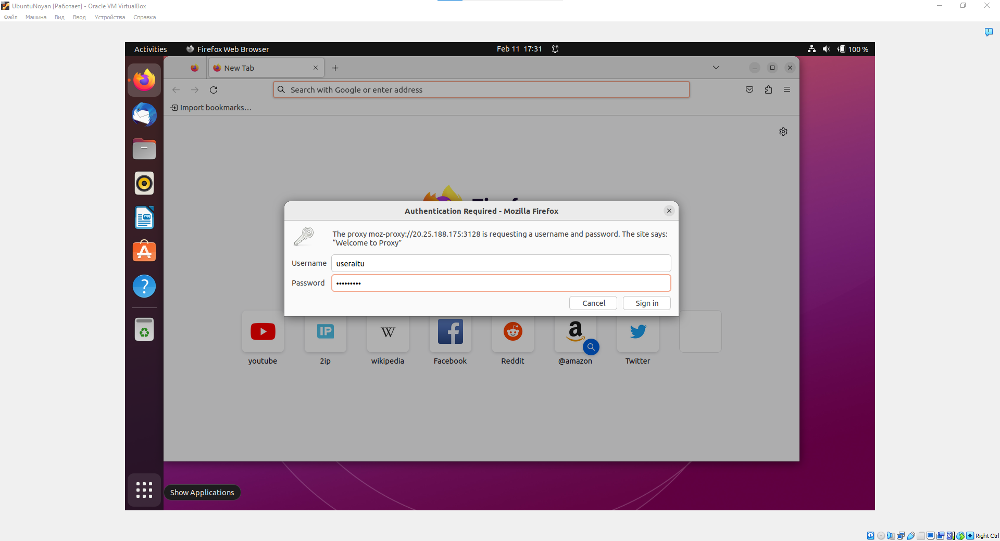 UbuntuNoyan [Работает] - Oracle VM VirtualBox
Файл Машина Вид Ввод Устройства Справка
Activities Firefox Web Browser Feb 11 17:31 100 %
New Tab
Search with Google or enter address
Import bookmarks...
Authentication Required - Mozilla Firefox
The proxy moz-proxy://20.25.188.175:3128 is requesting a username and password. The site says:
“Welcome to Proxy”
Username useraitu
Password •••••••••
Cancel Sign in
IP W
youtube 2ip wikipedia Facebook Reddit @amazon Twitter
Show Applications
Right Ctrl